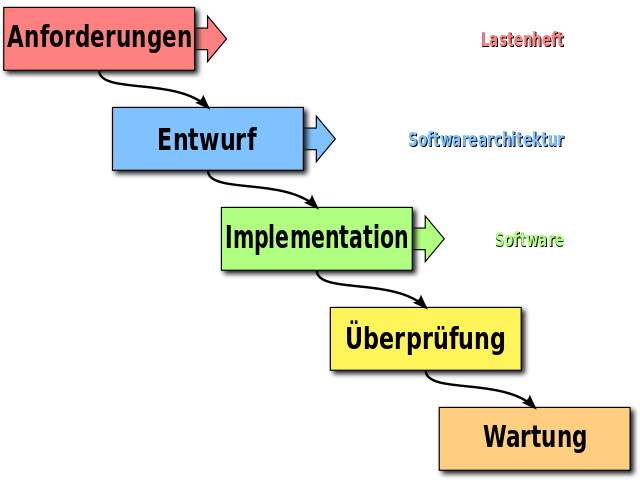 Anforderungen
Lastenheft
Entwurf
Softwarearchitektur
Implementation
Software
Überprüfung
Wartung